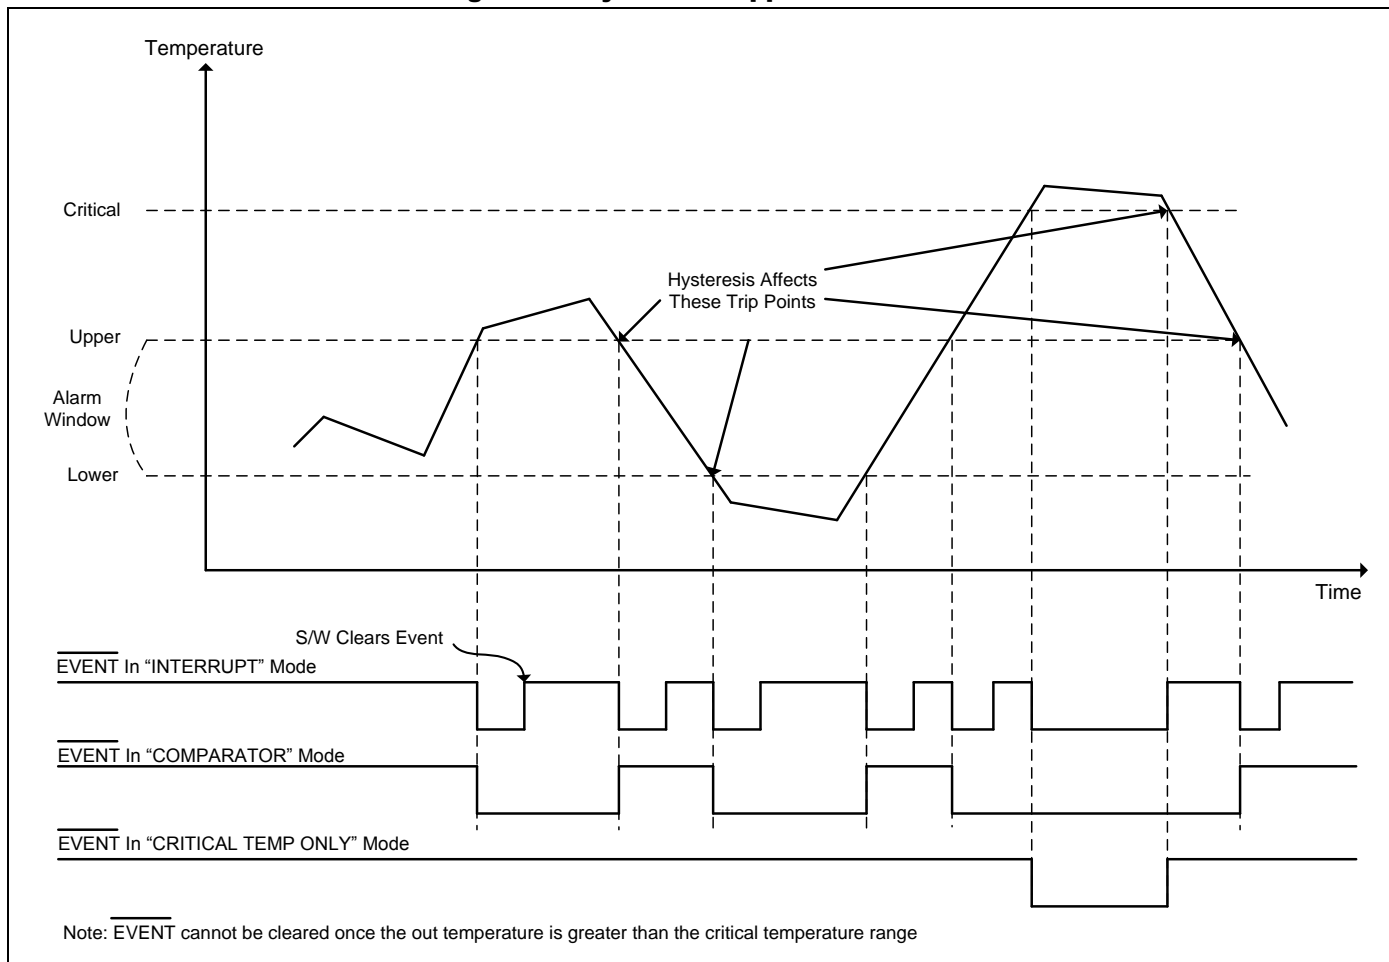 Temperature
Critical
Hysteresis Affects
These Trip Points
Upper
Alarm
Window
Lower
Time
S/W Clears Event
EVENT In “INTERRUPT” Mode
EVENT In “COMPARATOR” Mode
EVENT In “CRITICAL TEMP ONLY” Mode
Note: EVENT cannot be cleared once the out temperature is greater than the critical temperature range